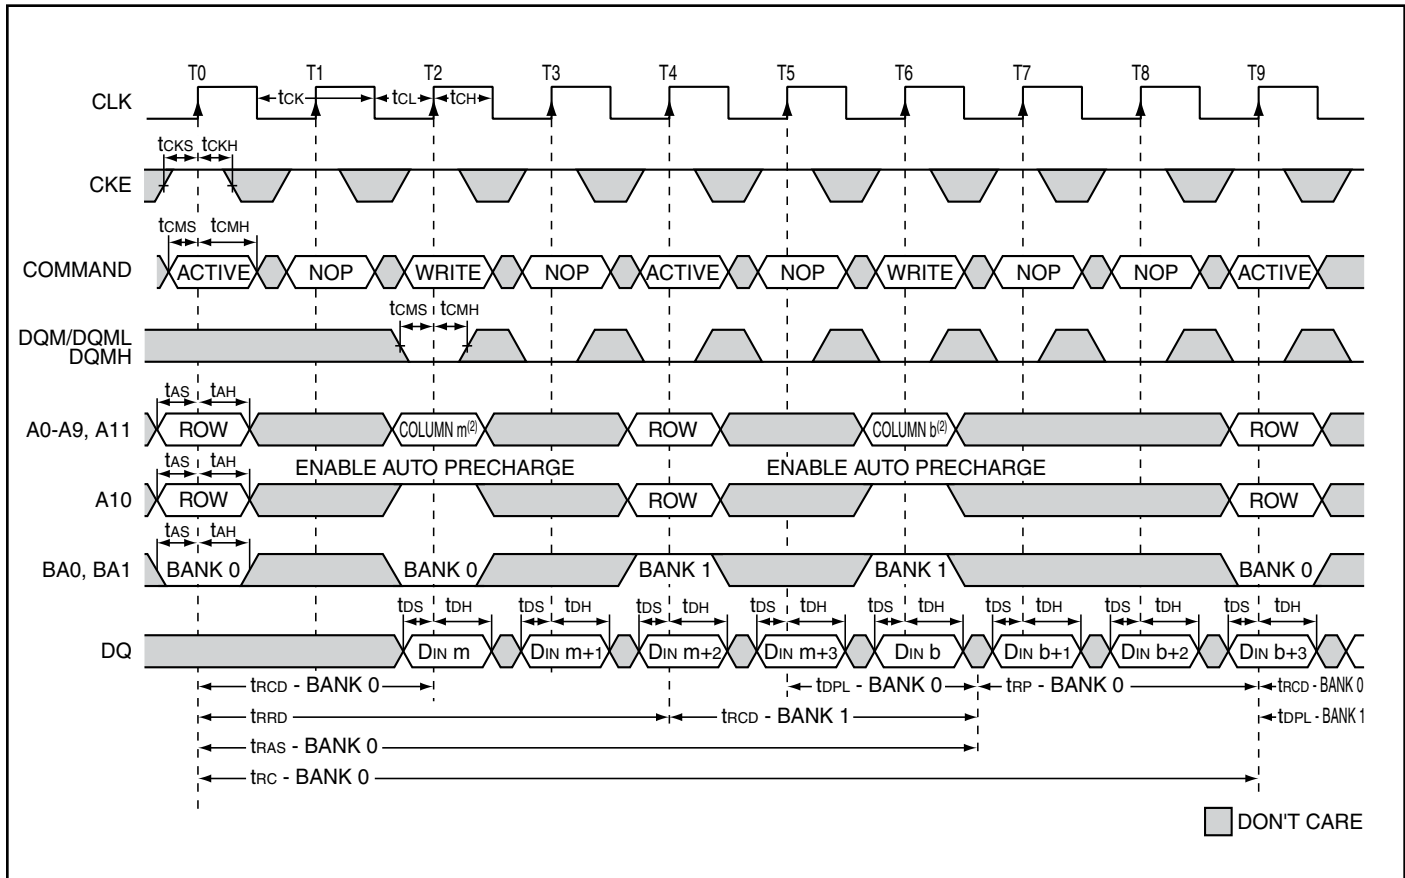 T0 T1 T2 T3 T4 T5 T6 T7 T8 T9
CLK tCK tCL tCH
tCKS tCKH
CKE
tCMS tCMH
COMMAND ACTIVE NOP WRITE NOP ACTIVE NOP WRITE NOP NOP ACTIVE
tCMS tCMH
DQM/DQML
DQMH
tAS tAH
A0-A9, A11 ROW COLUMN m(2) ROW COLUMN b(2) ROW
tAS tAH ENABLE AUTO PRECHARGE ENABLE AUTO PRECHARGE
A10 ROW ROW ROW
tAS tAH
BA0, BA1 BANK 0 BANK 0 BANK 1 BANK 1 BANK 0
tDS tDH tDS tDH tDS tDH tDS tDH tDS tDH tDS tDH tDS tDH tDS tDH
DQ DIN m DIN m+1 DIN m+2 DIN m+3 DIN b DIN b+1 DIN b+2 DIN b+3
tRCD - BANK 0 tDPL - BANK 0 tRP - BANK 0 tRCD - BANK 0
tRRD tRCD - BANK 1 tDPL - BANK 1
tRAS - BANK 0
tRC - BANK 0
DON'T CARE